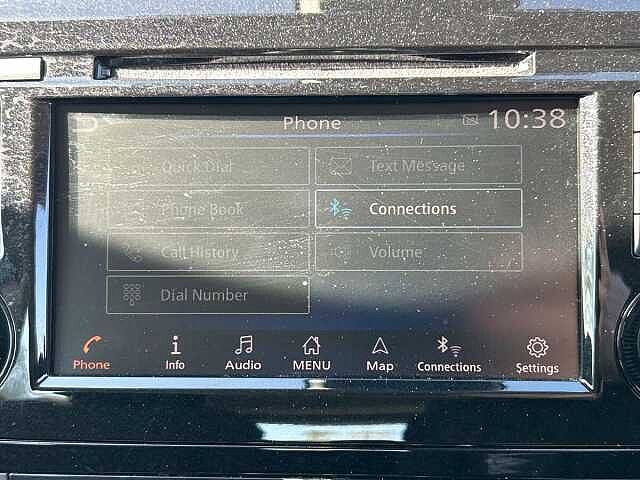 Phone 10:38
Quick Dial Text Message
Phone Book Connections
Call History Volume
Dial Number
Phone Info Audio MENU Map Connections Settings